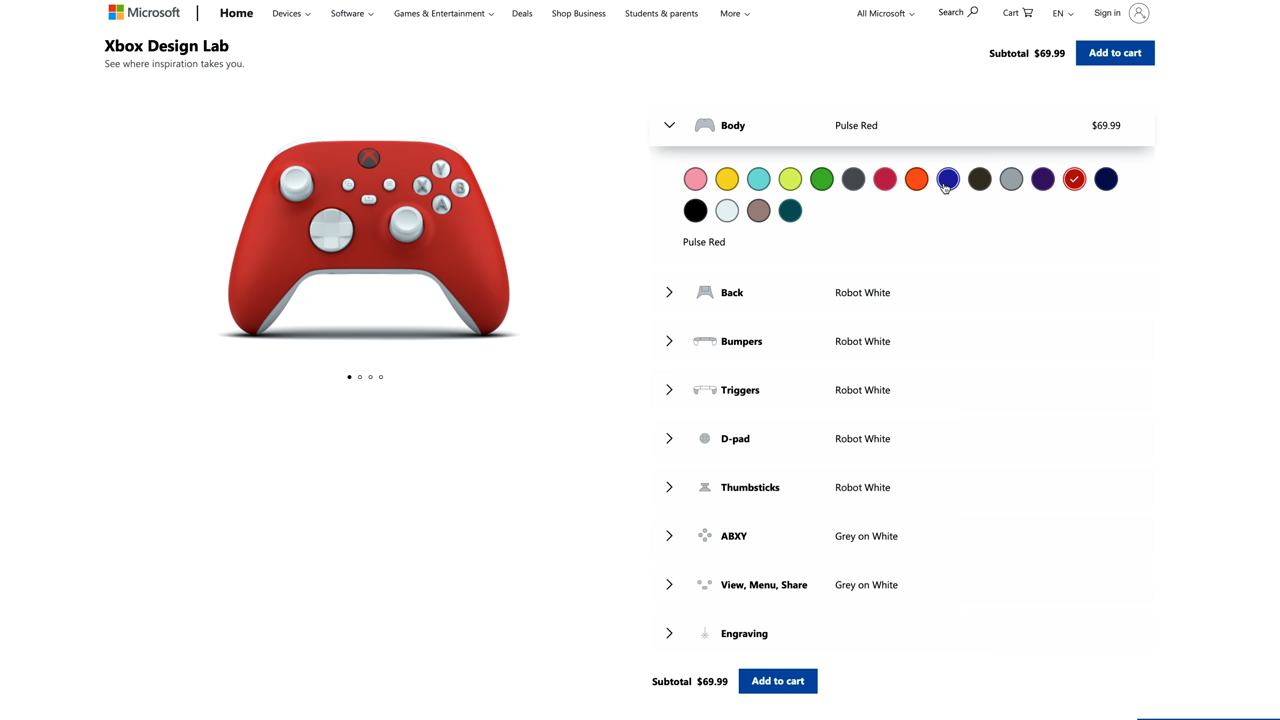 Microsoft Home Devices Software Games & Entertainment Deals Shop Business Students & parents More All Microsoft Search Cart EN Sign in
Xbox Design Lab
See where inspiration takes you.
Subtotal $69.99 Add to cart
Body Pulse Red $69.99
Pulse Red
Y
X B
A
Back Robot White
Bumpers Robot White
Triggers Robot White
D-pad Robot White
Thumbsticks Robot White
ABXY Grey on White
View, Menu, Share Grey on White
Engraving
Subtotal $69.99 Add to cart